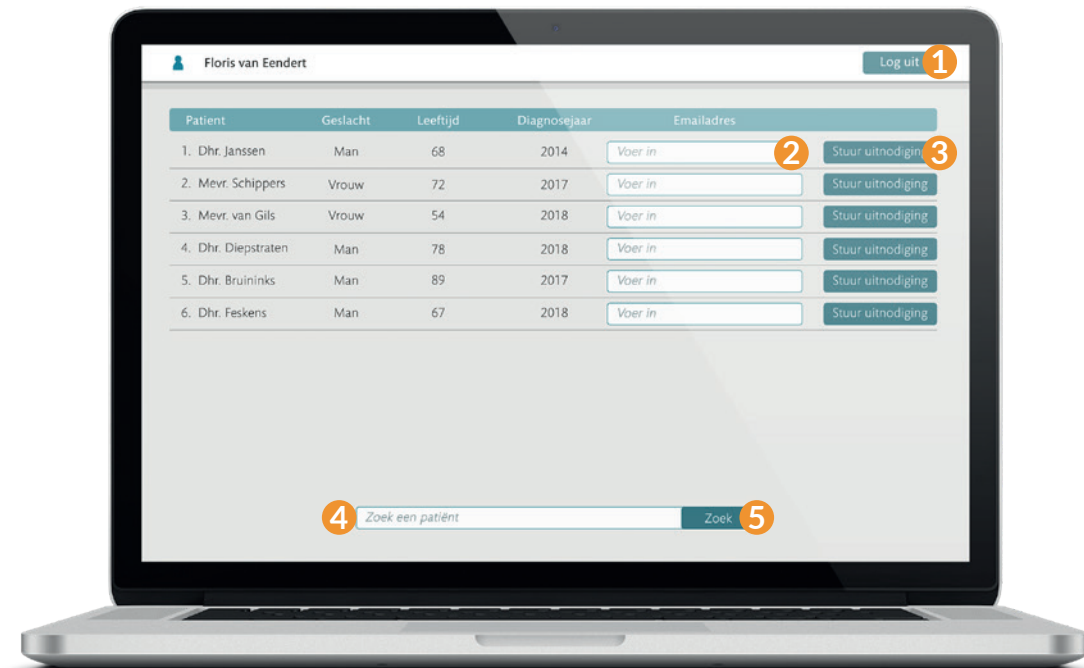 Floris van Eendert Log uit 1
Patient Geslacht Leeftijd Diagnosejaar Emailadres
1. Dhr. Janssen Man 68 2014 Voer in 2 Stuur uitnodiging 3
2. Mevr. Schippers Vrouw 72 2017 Voer in Stuur uitnodiging
3. Mevr. van Gils Vrouw 54 2018 Voer in Stuur uitnodiging
4. Dhr. Diepstraten Man 78 2018 Voer in Stuur uitnodiging
5. Dhr. Bruininks Man 89 2017 Voer in Stuur uitnodiging
6. Dhr. Feskens Man 67 2018 Voer in Stuur uitnodiging
4 Zoek een patiënt Zoek 5